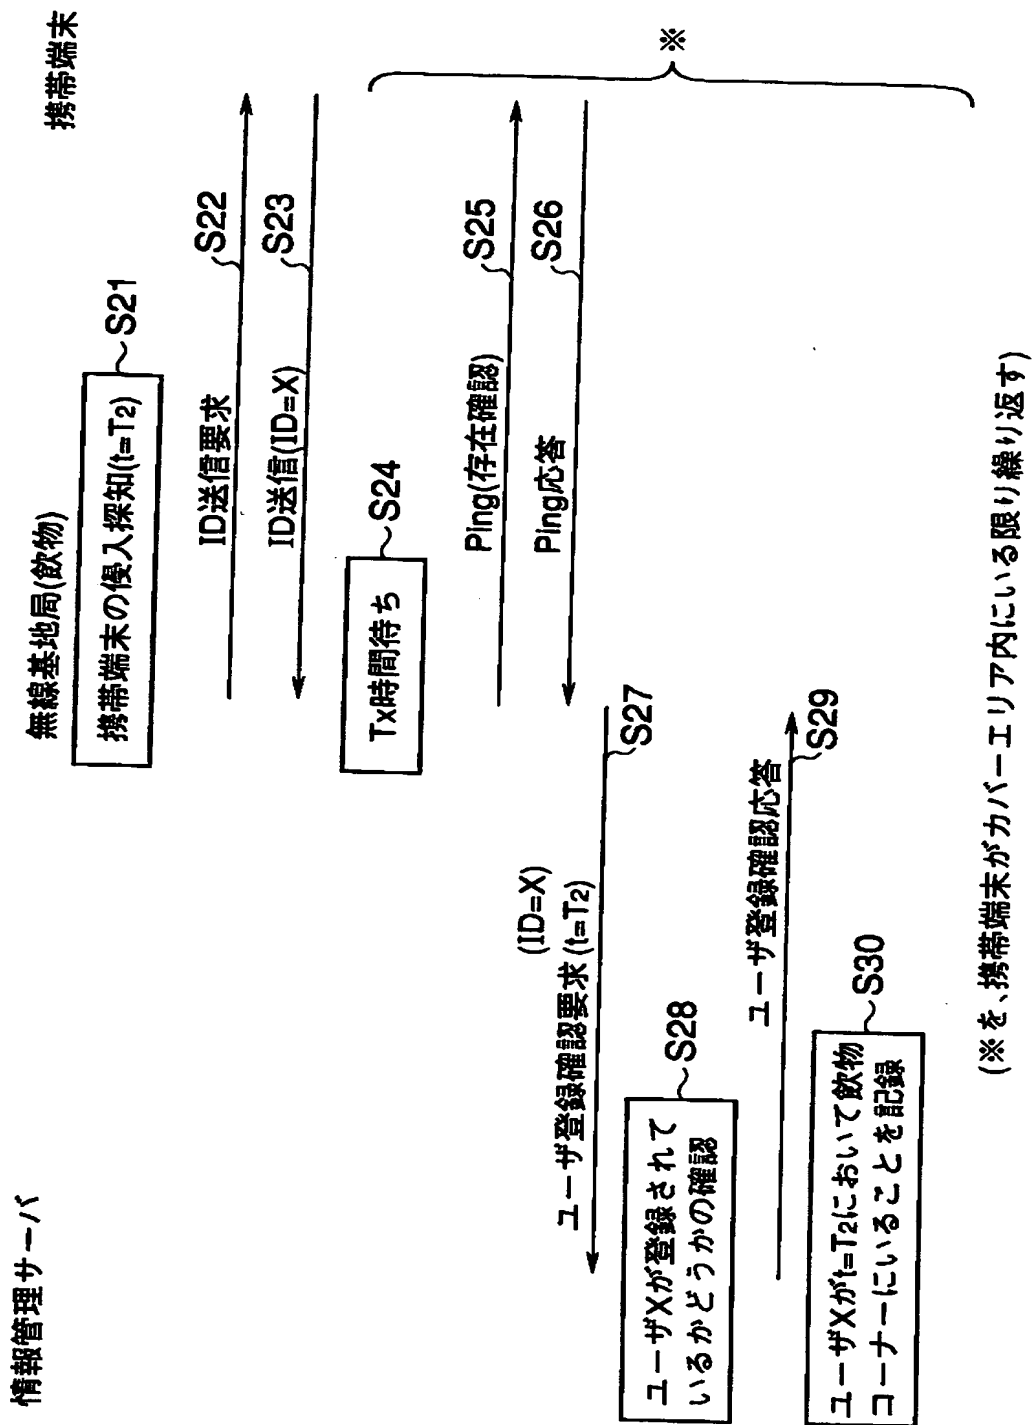 情報管理サーバ
無線基地局(飲物)
携帯端末
携帯端末の侵入探知(t=T2)
S21
ID送信要求
S22
ID送信(ID=X)
S23
Tx時間待ち
S24
※
Ping(存在確認)
S25
Ping応答
S26
(ID=X)
ユーザ登録確認要求(t=T2)
S27
ユーザXが登録されて
いるかどうかの確認
S28
ユーザ登録確認応答
S29
ユーザXがt=T2において飲物
コーナーにいることを記録
S30
(※を、携帯端末がカバーエリア内にいる限り繰り返す)